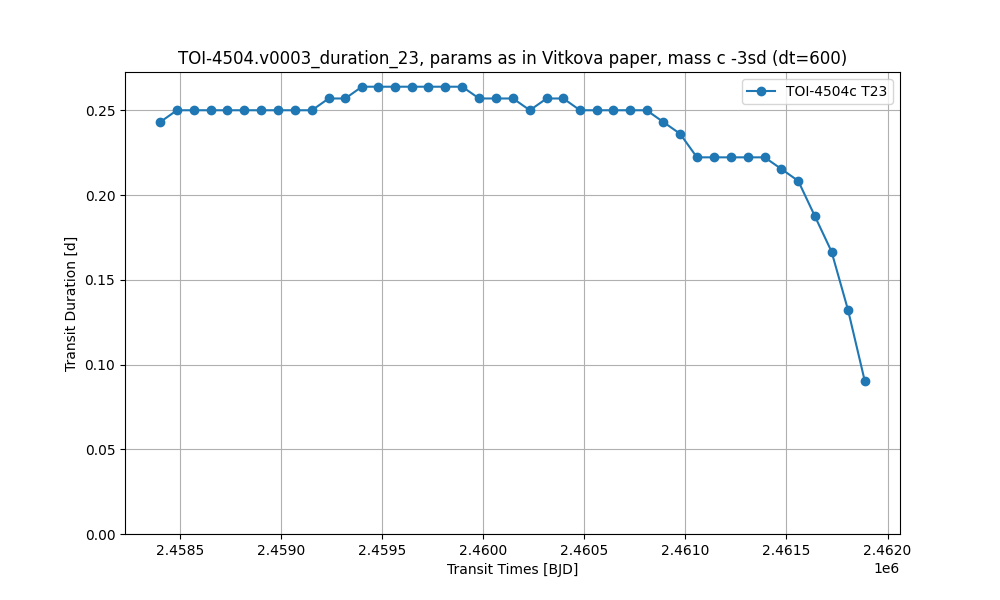 TOI-4504.v0003_duration_23, params as in Vitkova paper, mass c -3sd (dt=600)
TOI-4504c T23
Transit Duration [d]
0.25
0.20
0.15
0.10
0.05
0.00
2.4585 2.4590 2.4595 2.4600 2.4605 2.4610 2.4615 2.4620
1e6
Transit Times [BJD]